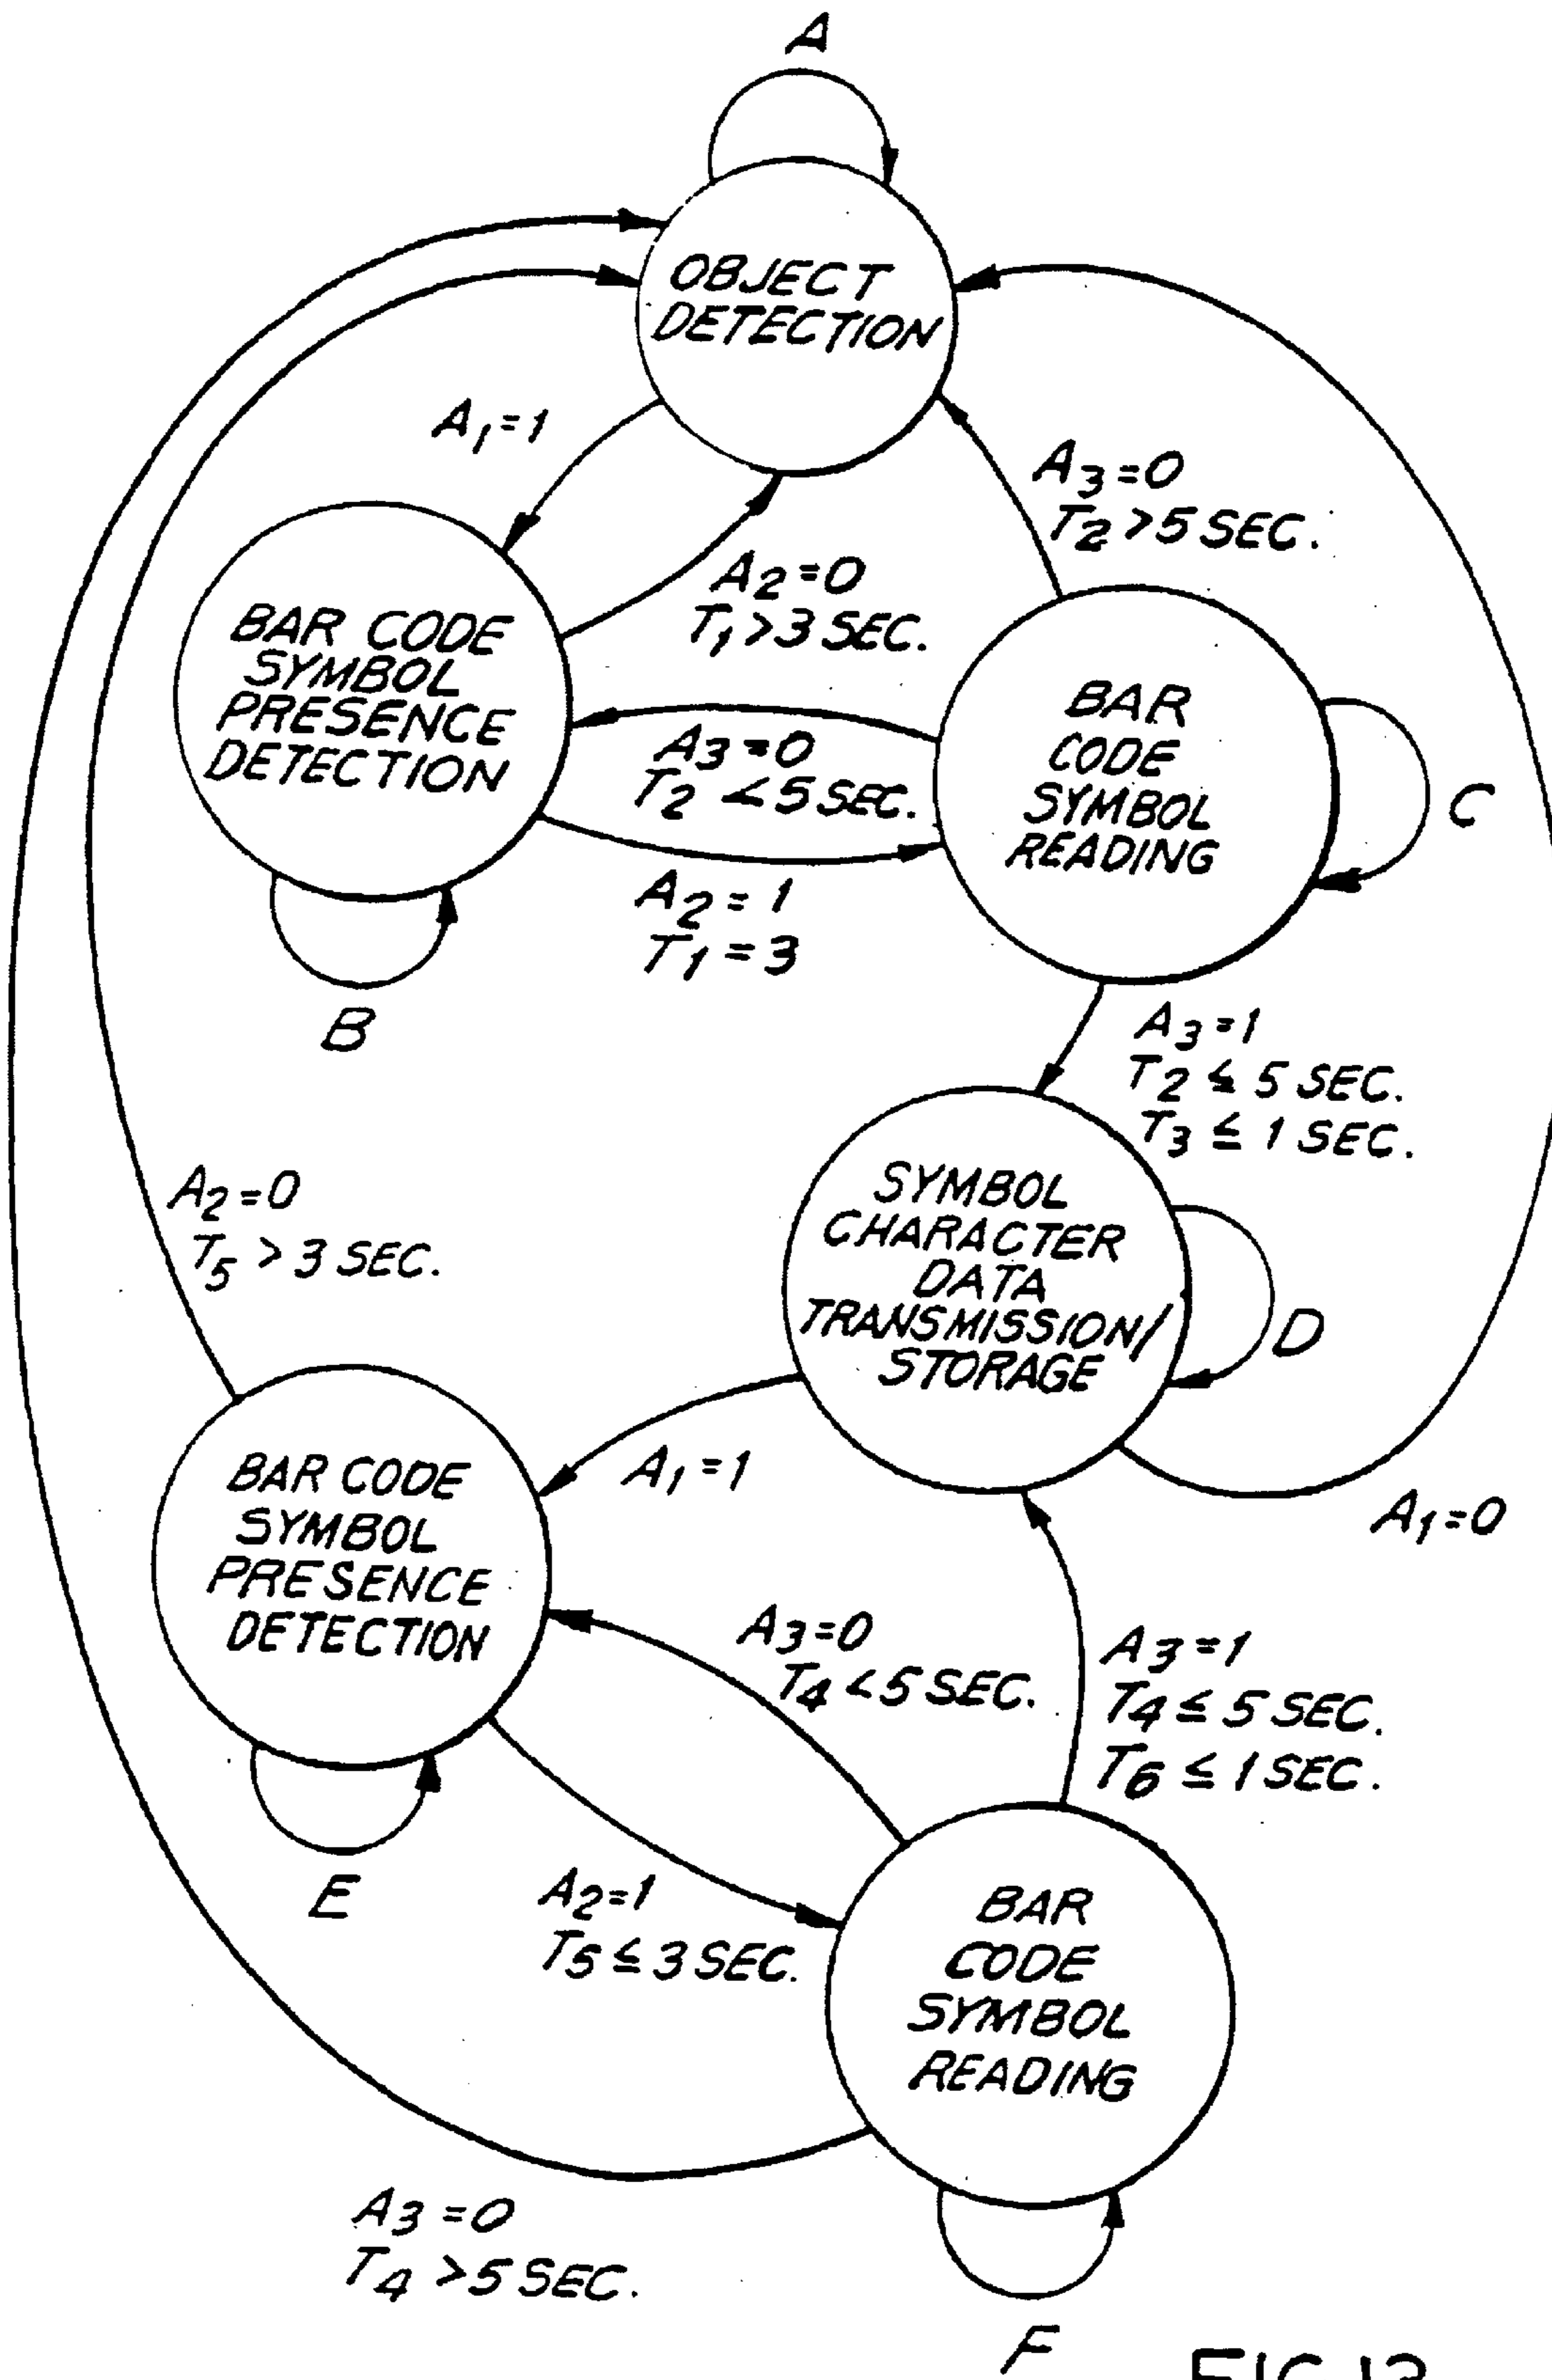 A
OBJECT
DETECTION
A₁=1
A₃=0
T₂>5 SEC.
A₂=0
T₁>3 SEC.
BAR CODE
SYMBOL
PRESENCE
DETECTION
BAR
CODE
SYMBOL
READING
A₃=0
T₂<5 SEC.
C
A₂=1
T₁=3
B
A₃=1
T₂≤5 SEC.
T₃≤1 SEC.
SYMBOL
CHARACTER
DATA
TRANSMISSION/
STORAGE
A₂=0
T₅>3 SEC.
D
BAR CODE
SYMBOL
PRESENCE
DETECTION
A₁=1
A₁=0
A₃=0
T₄<5 SEC.
A₃=1
T₄≤5 SEC.
T₆≤1 SEC.
E
A₂=1
T₅≤3 SEC.
BAR
CODE
SYMBOL
READING
A₃=0
T₄>5 SEC.
F